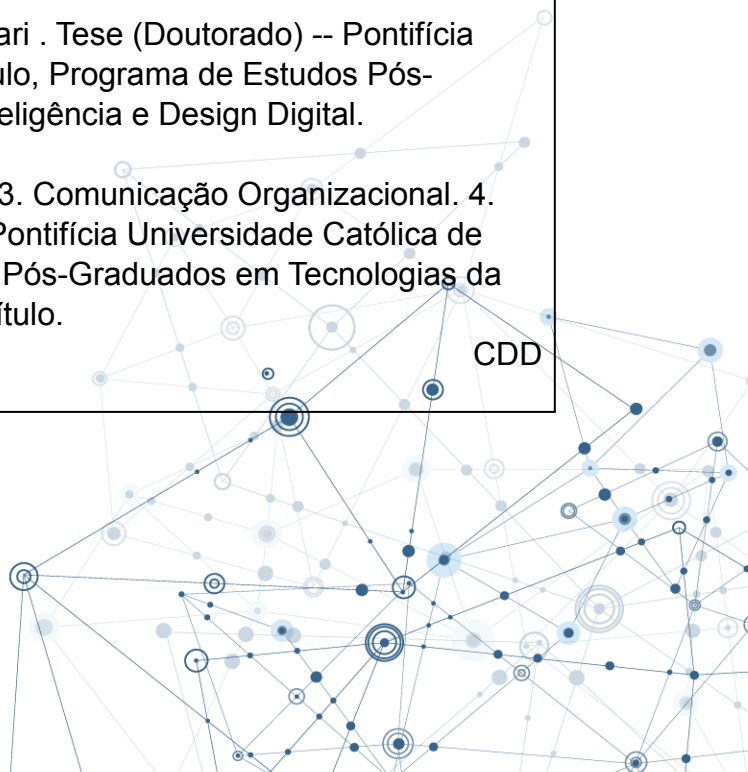 ari . Tese (Doutorado) -- Pontifícia
ulo, Programa de Estudos Pós-
eligência e Design Digital.
3. Comunicação Organizacional. 4.
Pontifícia Universidade Católica de
Pós-Graduados em Tecnologias da
ítulo.
CDD